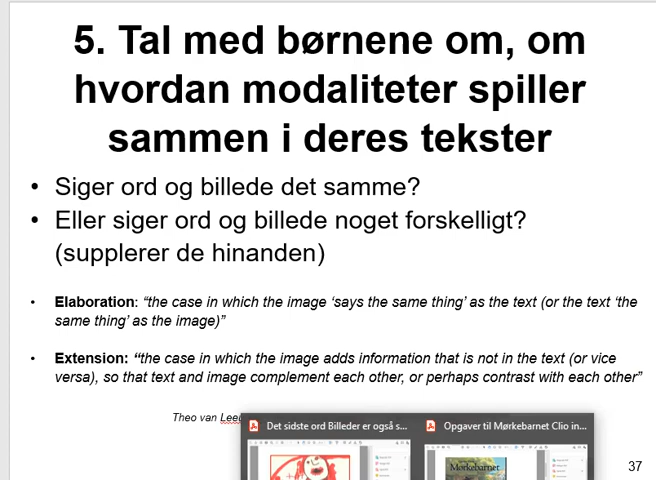 5. Tal med børnene om, om
hvordan modaliteter spiller
sammen i deres tekster
• Siger ord og billede det samme?
• Eller siger ord og billede noget forskelligt?
(supplerer de hinanden)
• Elaboration: “the case in which the image ‘says the same thing’ as the text (or the text ‘the
same thing’ as the image)”
• Extension: “the case in which the image adds information that is not in the text (or vice
versa), so that text and image complement each other, or perhaps contrast with each other”
Theo van
Det sidste ord Billeder er også s...
Opgaver til Mørkebarnet Clio in...
Mørkebarnet
37